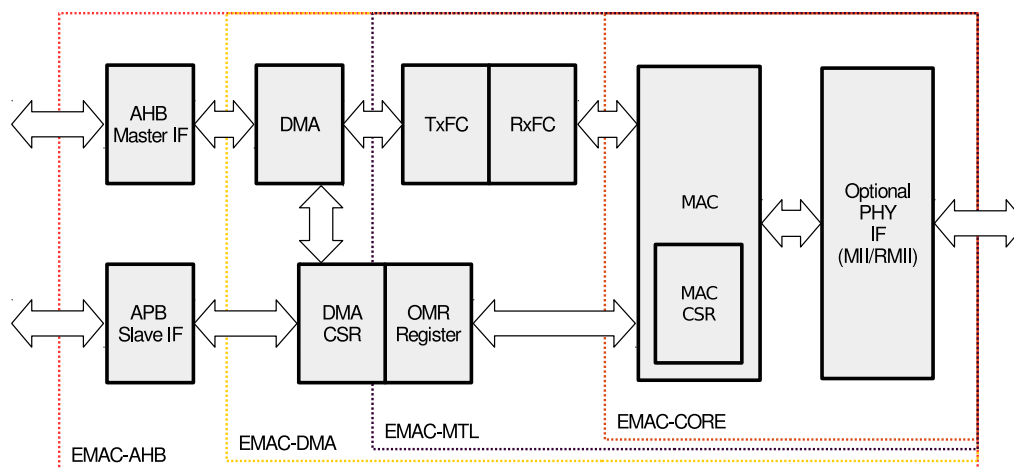 AHB
Master IF
DMA
TxFC
RxFC
MAC
Optional
PHY
IF
(MII/RMII)
APB
Slave IF
DMA
CSR
OMR
Register
MAC
CSR
EMAC-AHB
EMAC-DMA
EMAC-MTL
EMAC-CORE